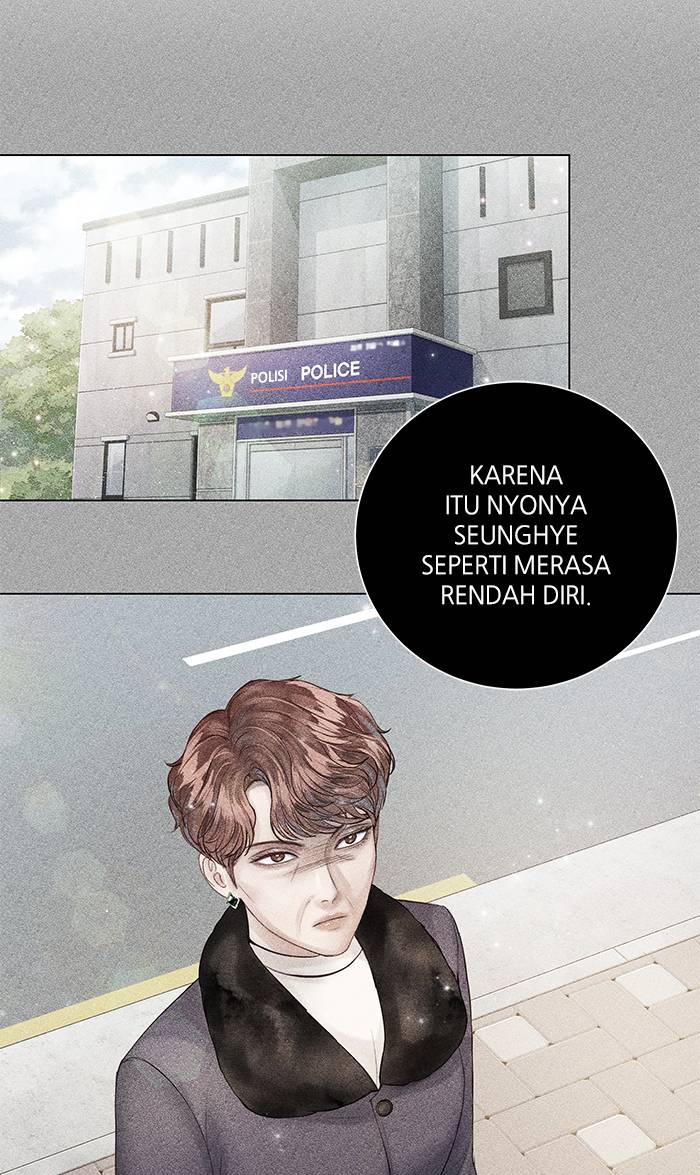 POLISI POLICE
KARENA
ITU NYONYA
SEUNGHYE
SEPERTI MERASA
RENDAH DIRI.